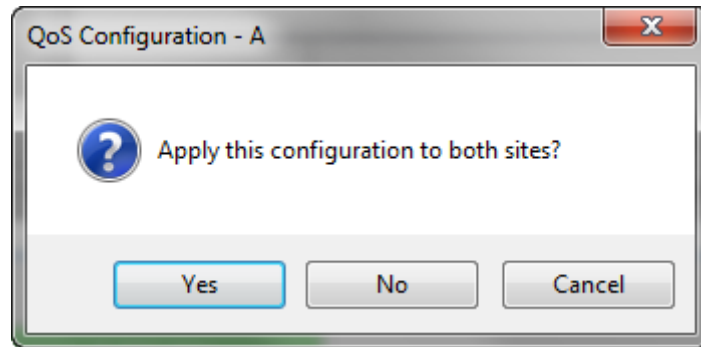 QoS Configuration - A
Apply this configuration to both sites?
Yes No Cancel